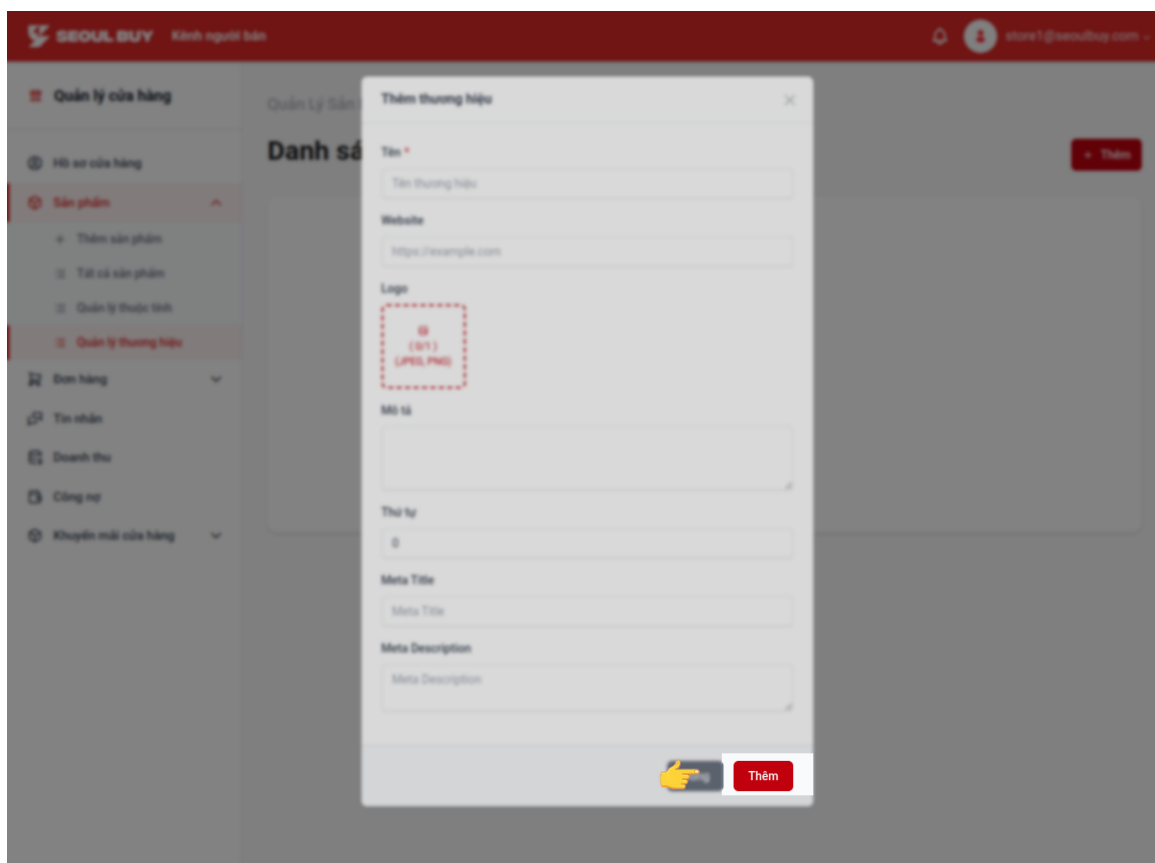 SEOUL BUY Kênh người bán
store1@seoulbuy.com
Quản lý cửa hàng
Hồ sơ cửa hàng
Sản phẩm
+ Thêm sản phẩm
Tất cả sản phẩm
Quản lý thuộc tính
Quản lý thương hiệu
Đơn hàng
Tin nhắn
Doanh thu
Công nợ
Khuyến mãi cửa hàng
Quản Lý Sản
Danh sá
+ Thêm
Thêm thương hiệu
Tên *
Tên thương hiệu
Website
https://example.com
Logo
( 0/1 )
(JPEG, PNG)
Mô tả
Thứ tự
0
Meta Title
Meta Title
Meta Description
Meta Description
Thêm